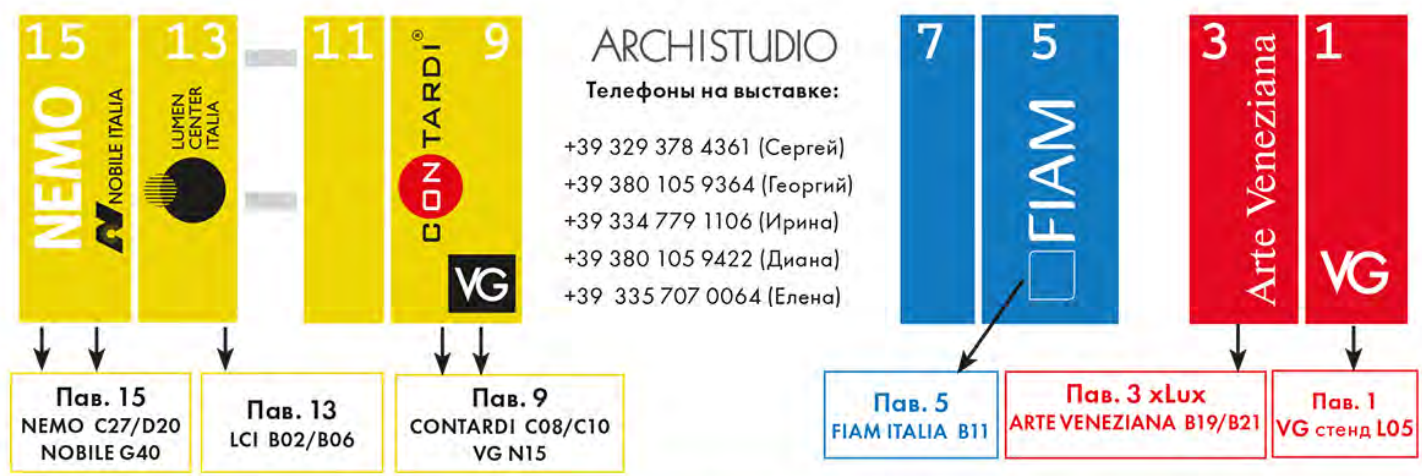 15
NEMO
NOBILE ITALIA
13
LUMEN
CENTER
ITALIA
11
9
CONTARDI®
VG
ARCHISTUDIO
Телефоны на выставке:
+39 329 378 4361 (Сергей)
+39 380 105 9364 (Георгий)
+39 334 779 1106 (Ирина)
+39 380 105 9422 (Диана)
+39 335 707 0064 (Елена)
7
5
FIAM
3
Arte Veneziana
1
VG
Пав. 15
NEMO C27/D20
NOBILE G40
Пав. 13
LCI B02/B06
Пав. 9
CONTARDI C08/C10
VG N15
Пав. 5
FIAM ITALIA B11
Пав. 3 xLux
ARTE VENEZIANA B19/B21
Пав. 1
VG стенд L05